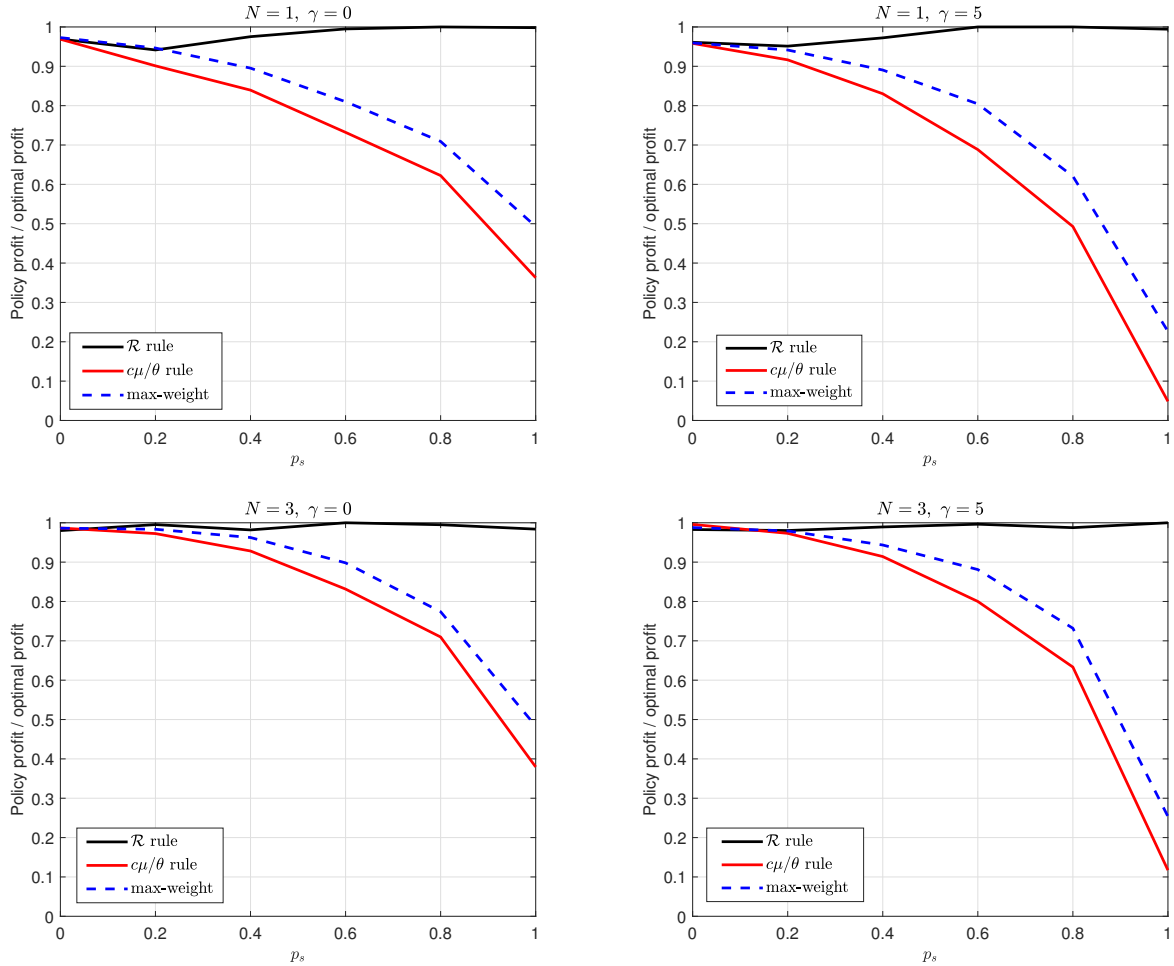 N = 1, γ = 0
Policy profit / optimal profit
1
0.9
0.8
0.7
0.6
0.5
0.4
0.3
0.2
0.1
0
ℛ rule
cμ/θ rule
max-weight
0 0.2 0.4 0.6 0.8 1
p_s
N = 1, γ = 5
Policy profit / optimal profit
1
0.9
0.8
0.7
0.6
0.5
0.4
0.3
0.2
0.1
0
ℛ rule
cμ/θ rule
max-weight
0 0.2 0.4 0.6 0.8 1
p_s
N = 3, γ = 0
Policy profit / optimal profit
1
0.9
0.8
0.7
0.6
0.5
0.4
0.3
0.2
0.1
0
ℛ rule
cμ/θ rule
max-weight
0 0.2 0.4 0.6 0.8 1
p_s
N = 3, γ = 5
Policy profit / optimal profit
1
0.9
0.8
0.7
0.6
0.5
0.4
0.3
0.2
0.1
0
ℛ rule
cμ/θ rule
max-weight
0 0.2 0.4 0.6 0.8 1
p_s